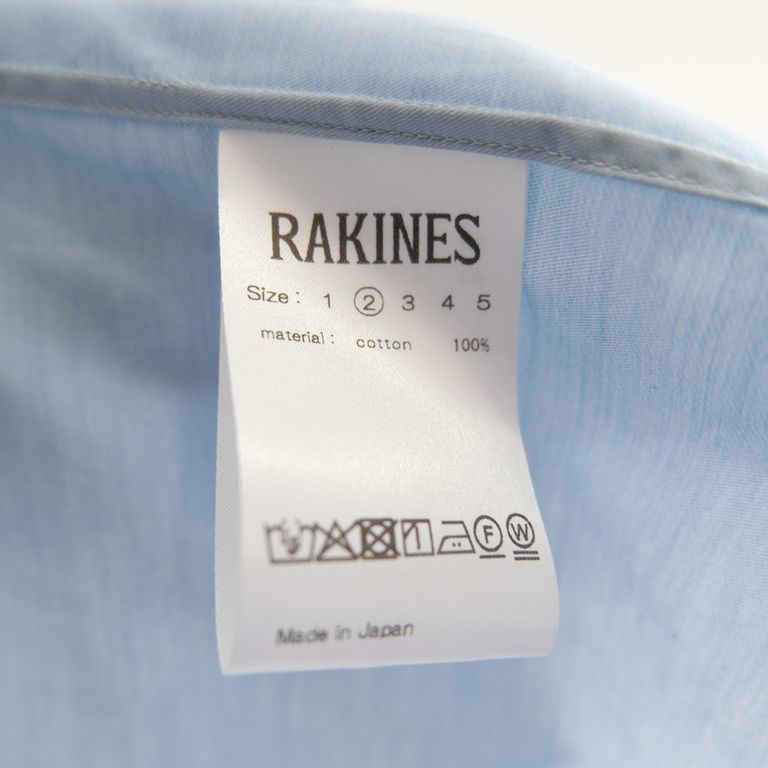 RAKINES
Size: 1 2 3 4 5
material: cotton 100%
F W
Made in Japan